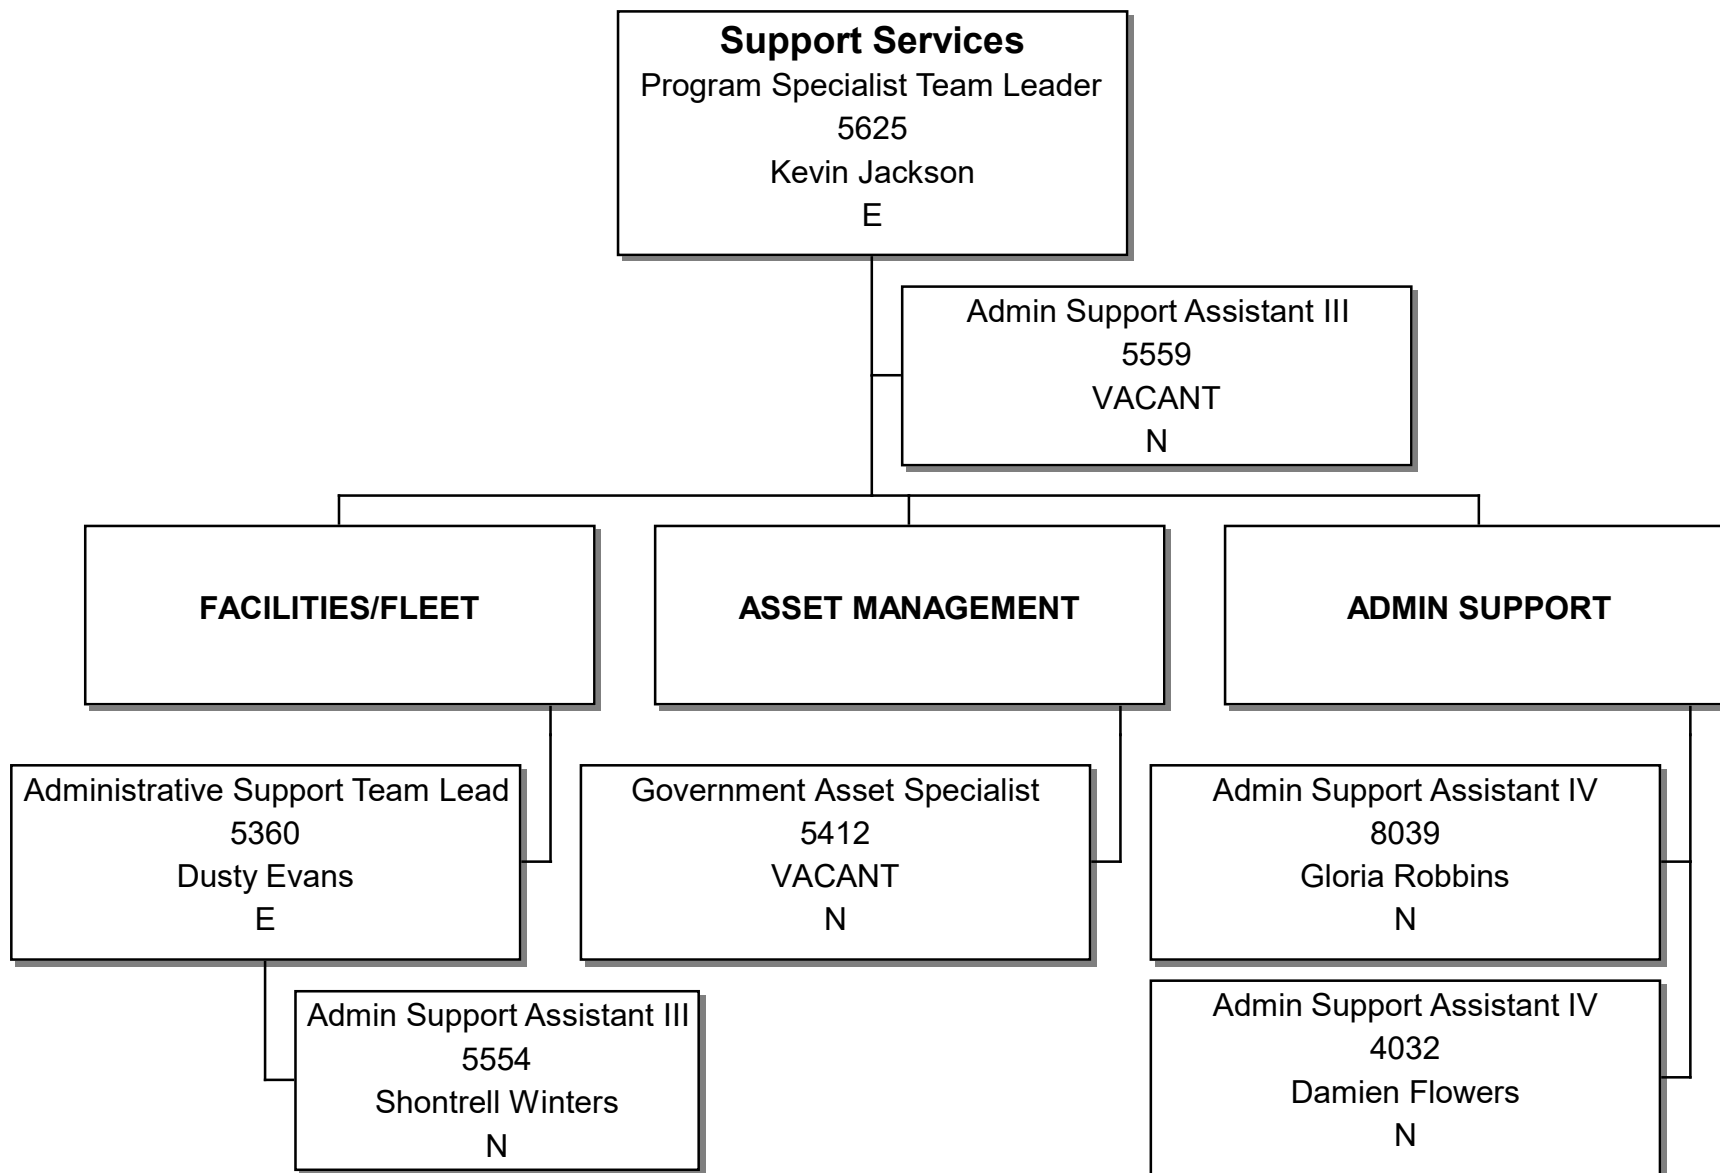 Support Services
Program Specialist Team Leader
5625
Kevin Jackson
E
Admin Support Assistant III
5559
VACANT
N
FACILITIES/FLEET
ASSET MANAGEMENT
ADMIN SUPPORT
Administrative Support Team Lead
5360
Dusty Evans
E
Government Asset Specialist
5412
VACANT
N
Admin Support Assistant IV
8039
Gloria Robbins
N
Admin Support Assistant III
5554
Shontrell Winters
N
Admin Support Assistant IV
4032
Damien Flowers
N